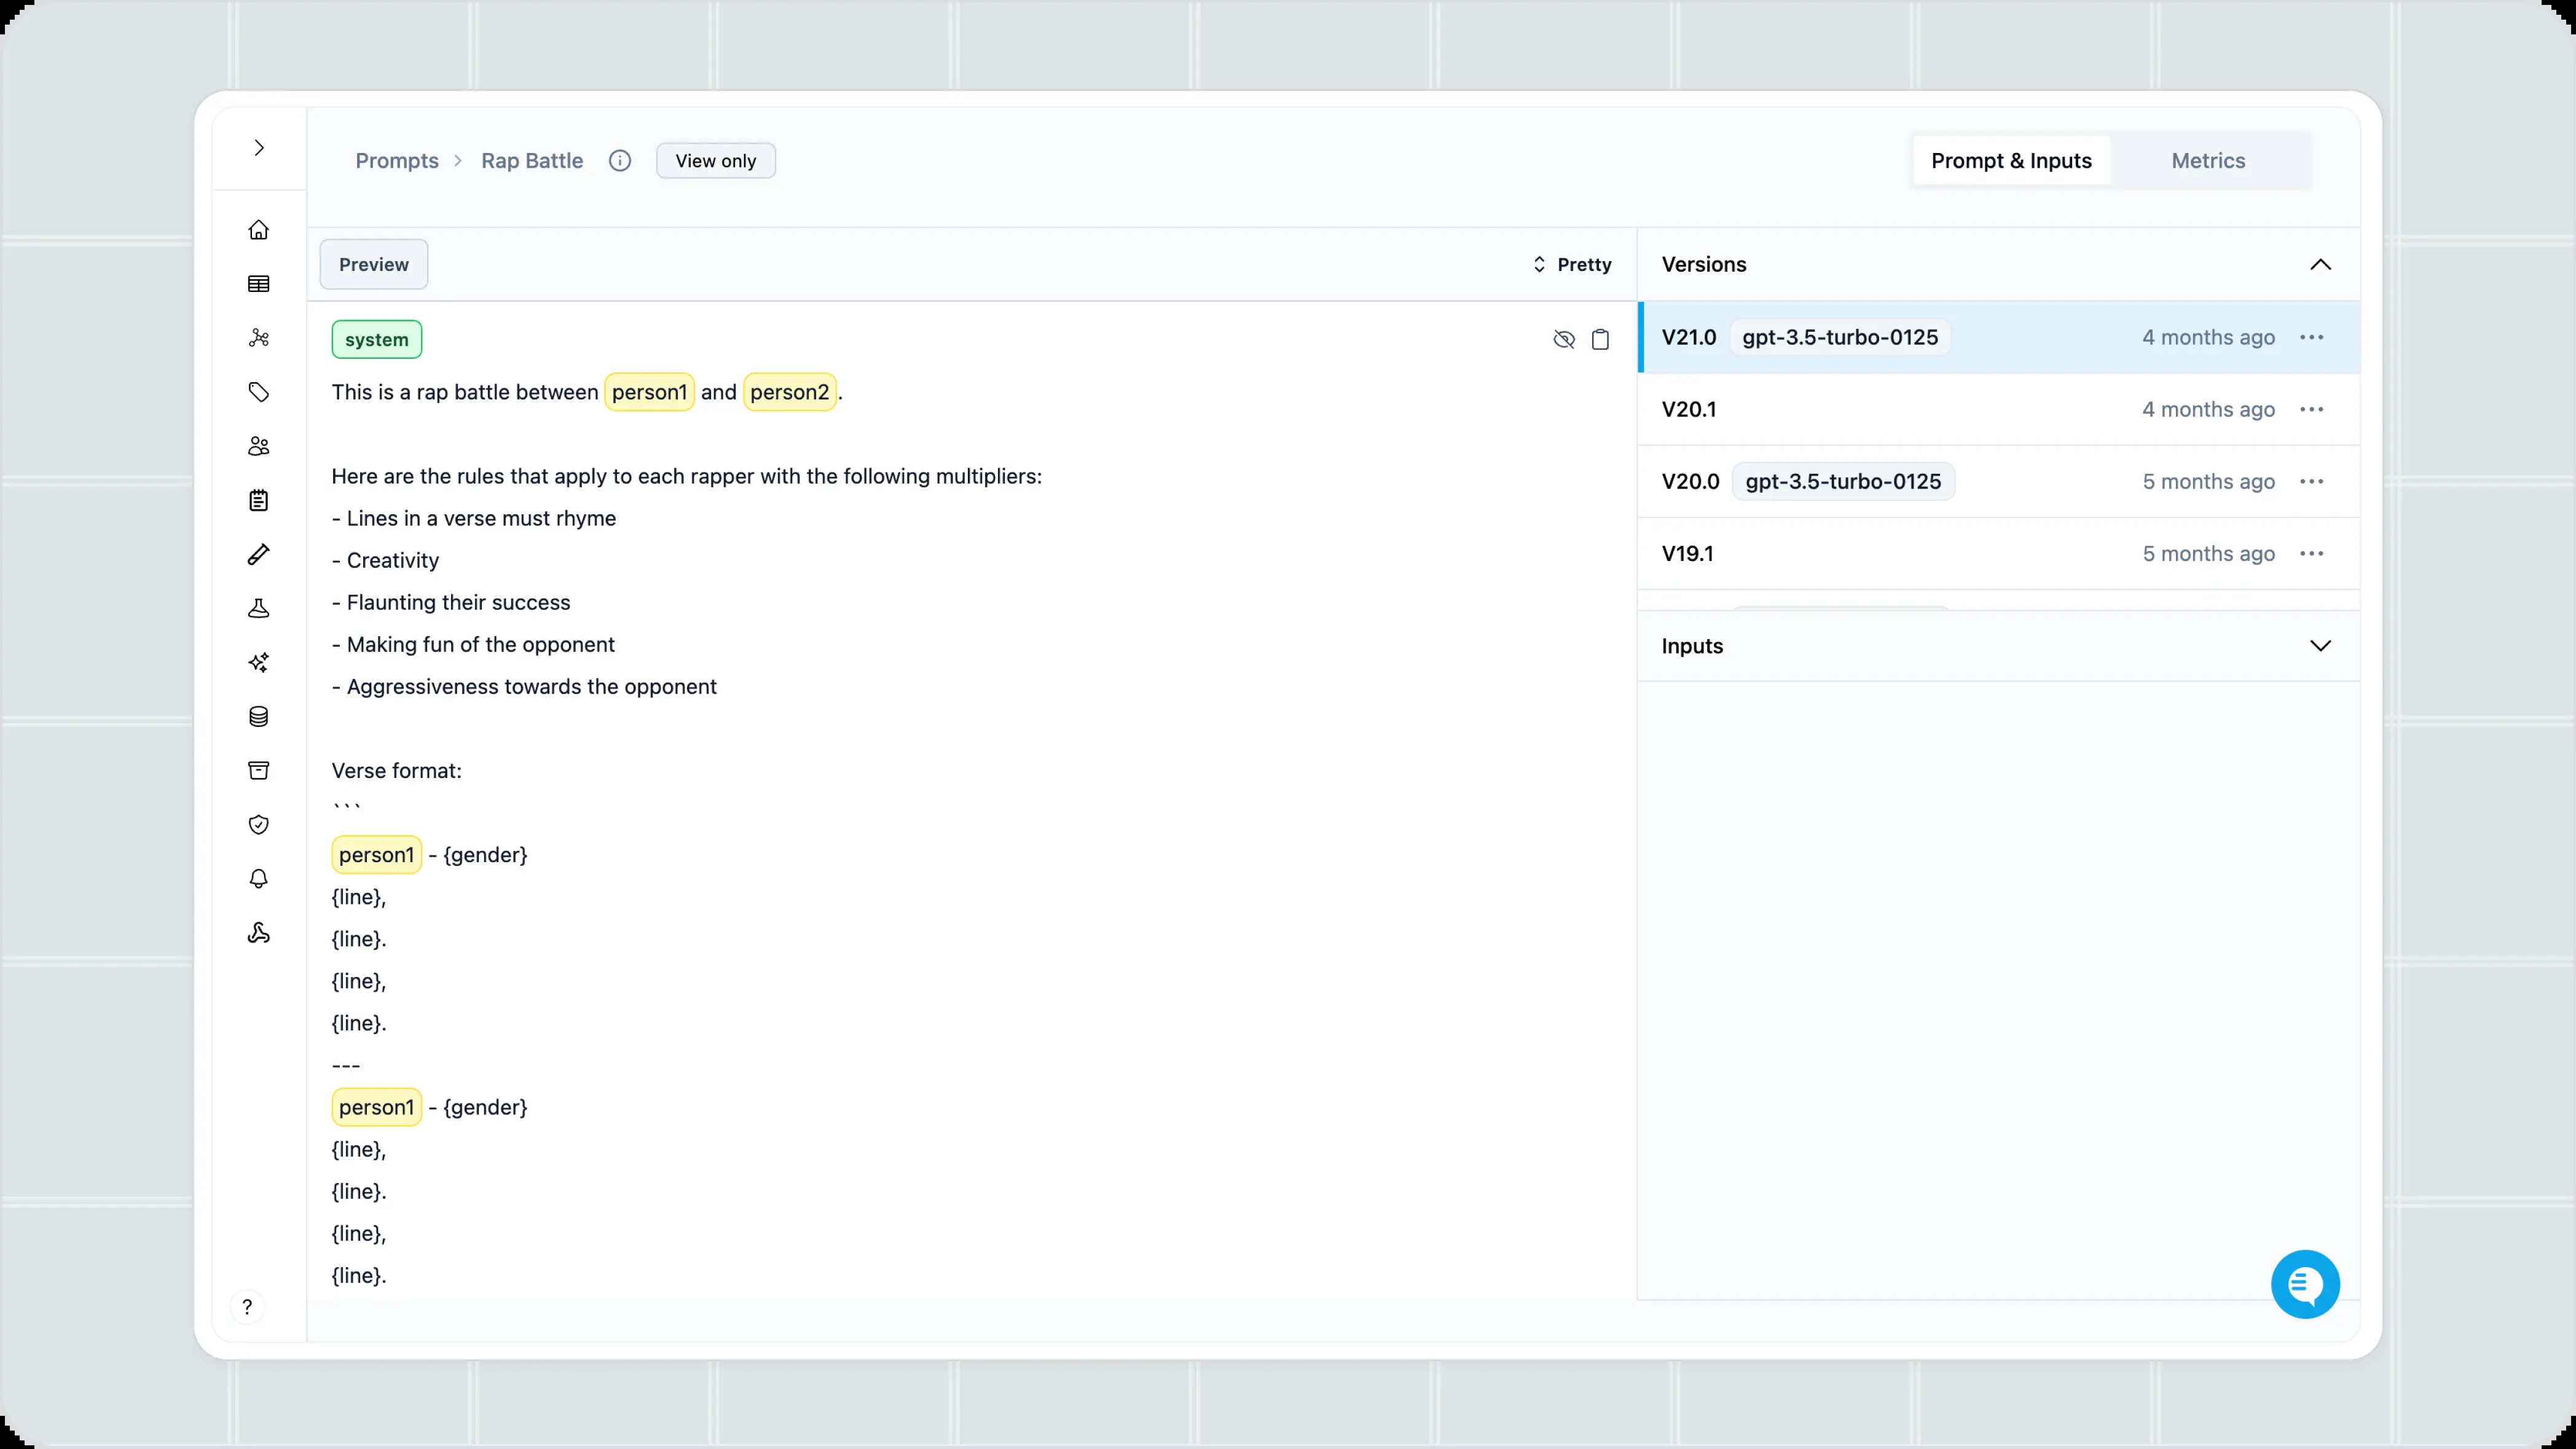 Prompts > Rap Battle View only
Prompt & Inputs Metrics
Preview
Pretty
system
This is a rap battle between person1 and person2.
Here are the rules that apply to each rapper with the following multipliers:
- Lines in a verse must rhyme
- Creativity
- Flaunting their success
- Making fun of the opponent
- Aggressiveness towards the opponent
Verse format:
```
person1 - {gender}
{line},
{line}.
{line},
{line}.
---
person1 - {gender}
{line},
{line}.
{line},
{line}.
?
Versions
V21.0 gpt-3.5-turbo-0125 4 months ago
V20.1 4 months ago
V20.0 gpt-3.5-turbo-0125 5 months ago
V19.1 5 months ago
Inputs